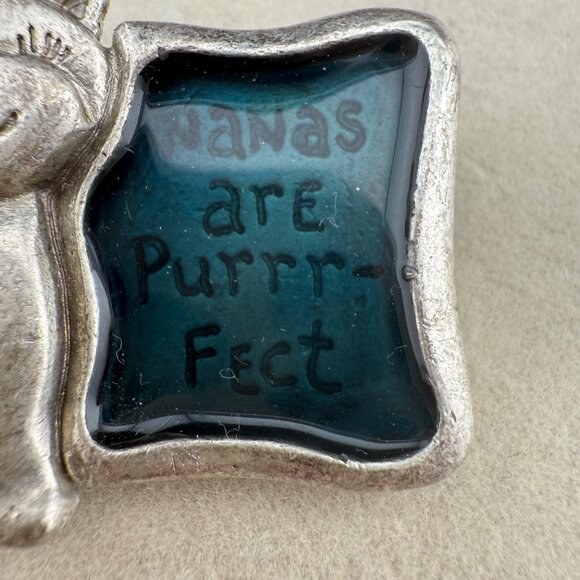 NaNas
arE
Purrr-
FEct